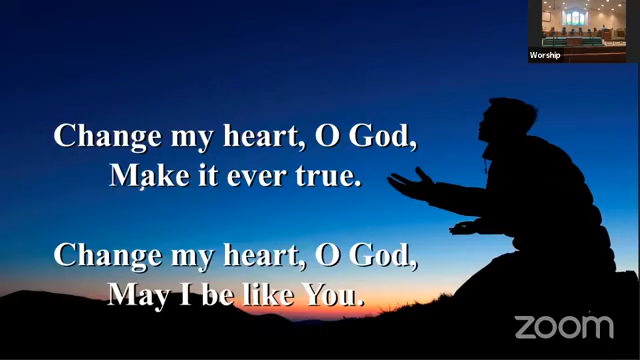 Worship
Change my heart, O God,
Make it ever true.
Change my heart, O God,
May I be like You.
zoom